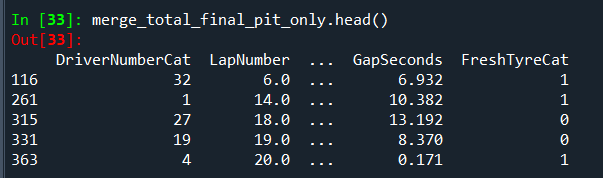 In [33]: merge_total_final_pit_only.head()
Out[33]:
DriverNumberCat LapNumber ... GapSeconds FreshTyreCat
116 32 6.0 ... 6.932 1
261 1 14.0 ... 10.382 1
315 27 18.0 ... 13.192 0
331 19 19.0 ... 8.370 0
363 4 20.0 ... 0.171 1